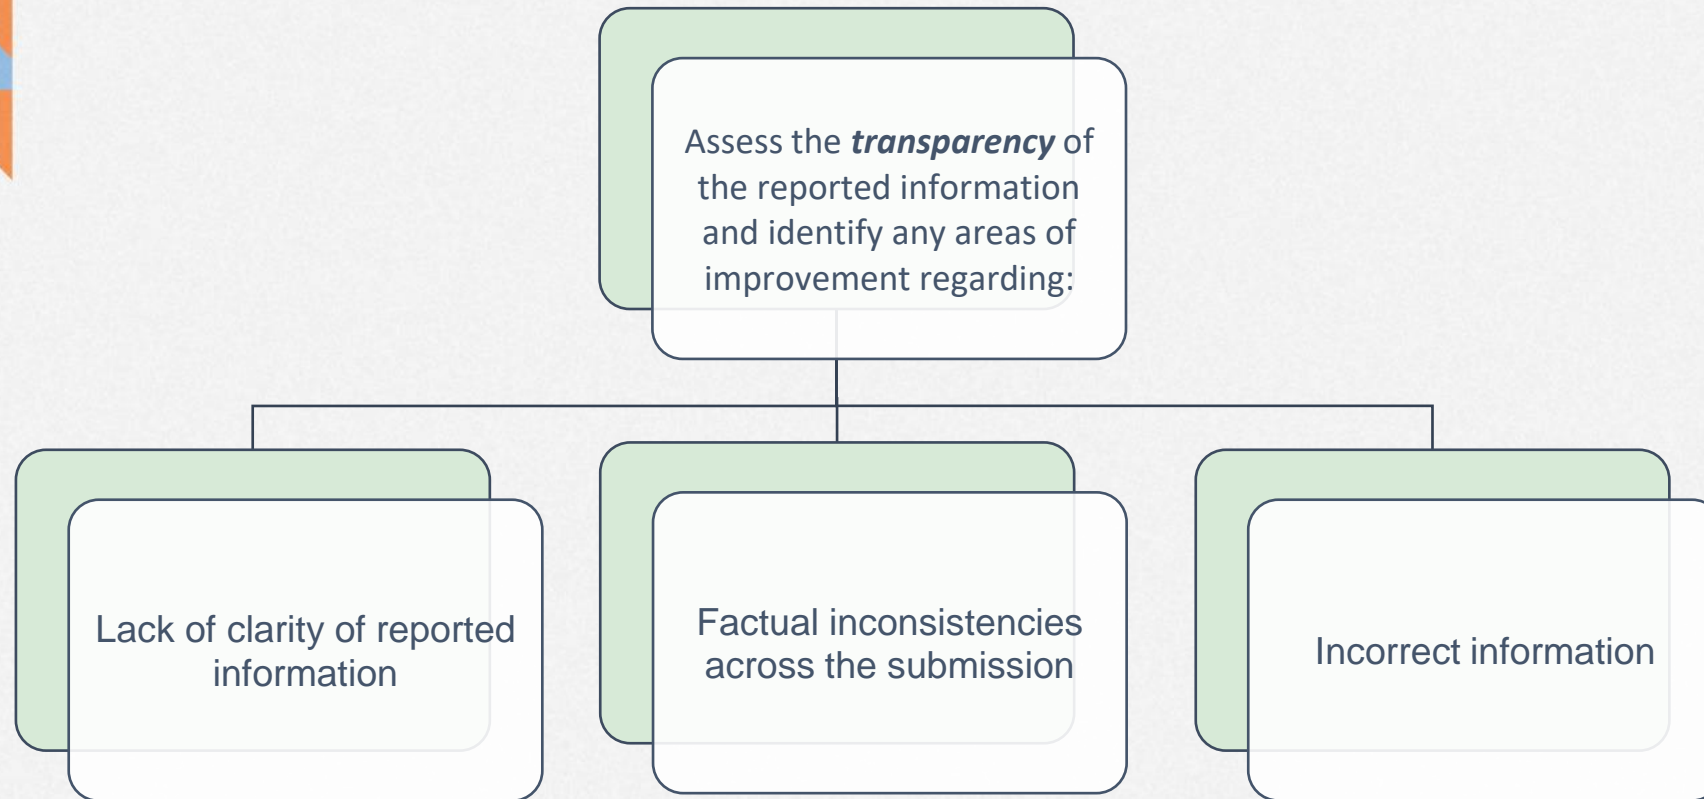 Assess the transparency of
the reported information
and identify any areas of
improvement regarding:
Lack of clarity of reported
information
Factual inconsistencies
across the submission
Incorrect information